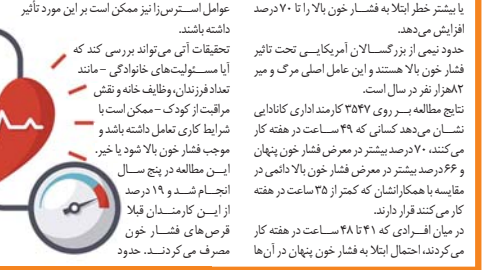 یا بیشتر خطر ابتلا به فشار خون بالا را تا ۷۰ درصد
افزایش می‌دهد.
حدود نیمی از بزرگسالان آمریکایی تحت تاثیر
فشار خون بالا هستند و این عامل اصلی مرگ و میر
۸۲هزار نفر در سال است.
نتایج مطالعه بر روی ۳۵۴۷ کارمند اداری کانادایی
نشان می‌دهد کسانی که ۴۹ ساعت در هفته کار
می‌کنند، ۷۰درصد بیشتر در معرض فشار خون پنهان
و ۶۶درصد بیشتر در معرض فشار خون بالا دائمی در
مقایسه با همکارانشان که کمتر از ۳۵ ساعت در هفته
کار می‌کنند قرار دارند.
در میان افرادی که ۴۱ تا ۴۸ ساعت در هفته کار
می‌کردند، احتمال ابتلا به فشار خون پنهان در آن‌ها
عوامل استرس‌زا نیز ممکن است بر این مورد تأثیر
داشته باشند.
تحقیقات آتی می‌تواند بررسی کند که
آیا مسئولیت‌های خانوادگی - مانند
تعداد فرزندان، وظایف خانه و نقش
مراقبت از کودک - ممکن است با
شرایط کاری تعامل داشته باشد و
موجب فشار خون بالا شود یا خیر.
این مطالعه در پنج سال
انجام شد و ۱۹ درصد
از این کارمندان قبلا
قرص‌های فشار خون
مصرف می‌کردند. حدود